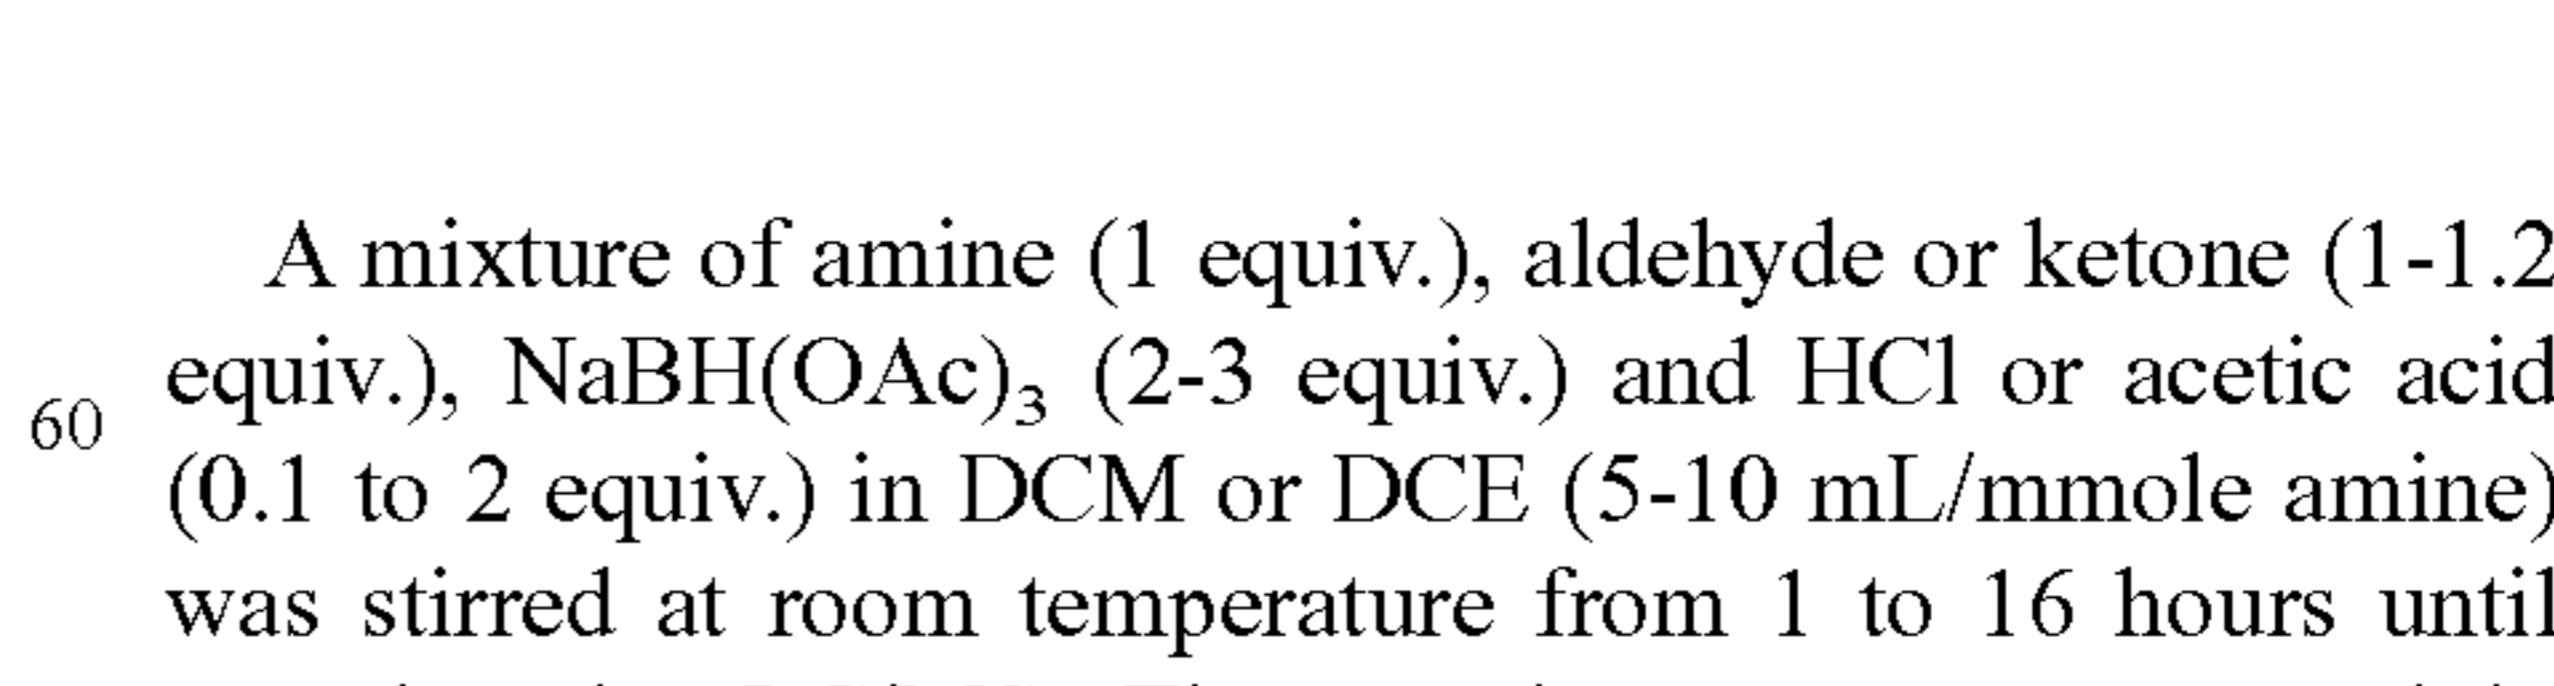 A mixture of amine (1 equiv.), aldehyde or ketone (1-1.2
equiv.), NaBH(OAc)₃ (2-3 equiv.) and HCl or acetic acid
60
(0.1 to 2 equiv.) in DCM or DCE (5-10 mL/mmole amine)
was stirred at room temperature from 1 to 16 hours until